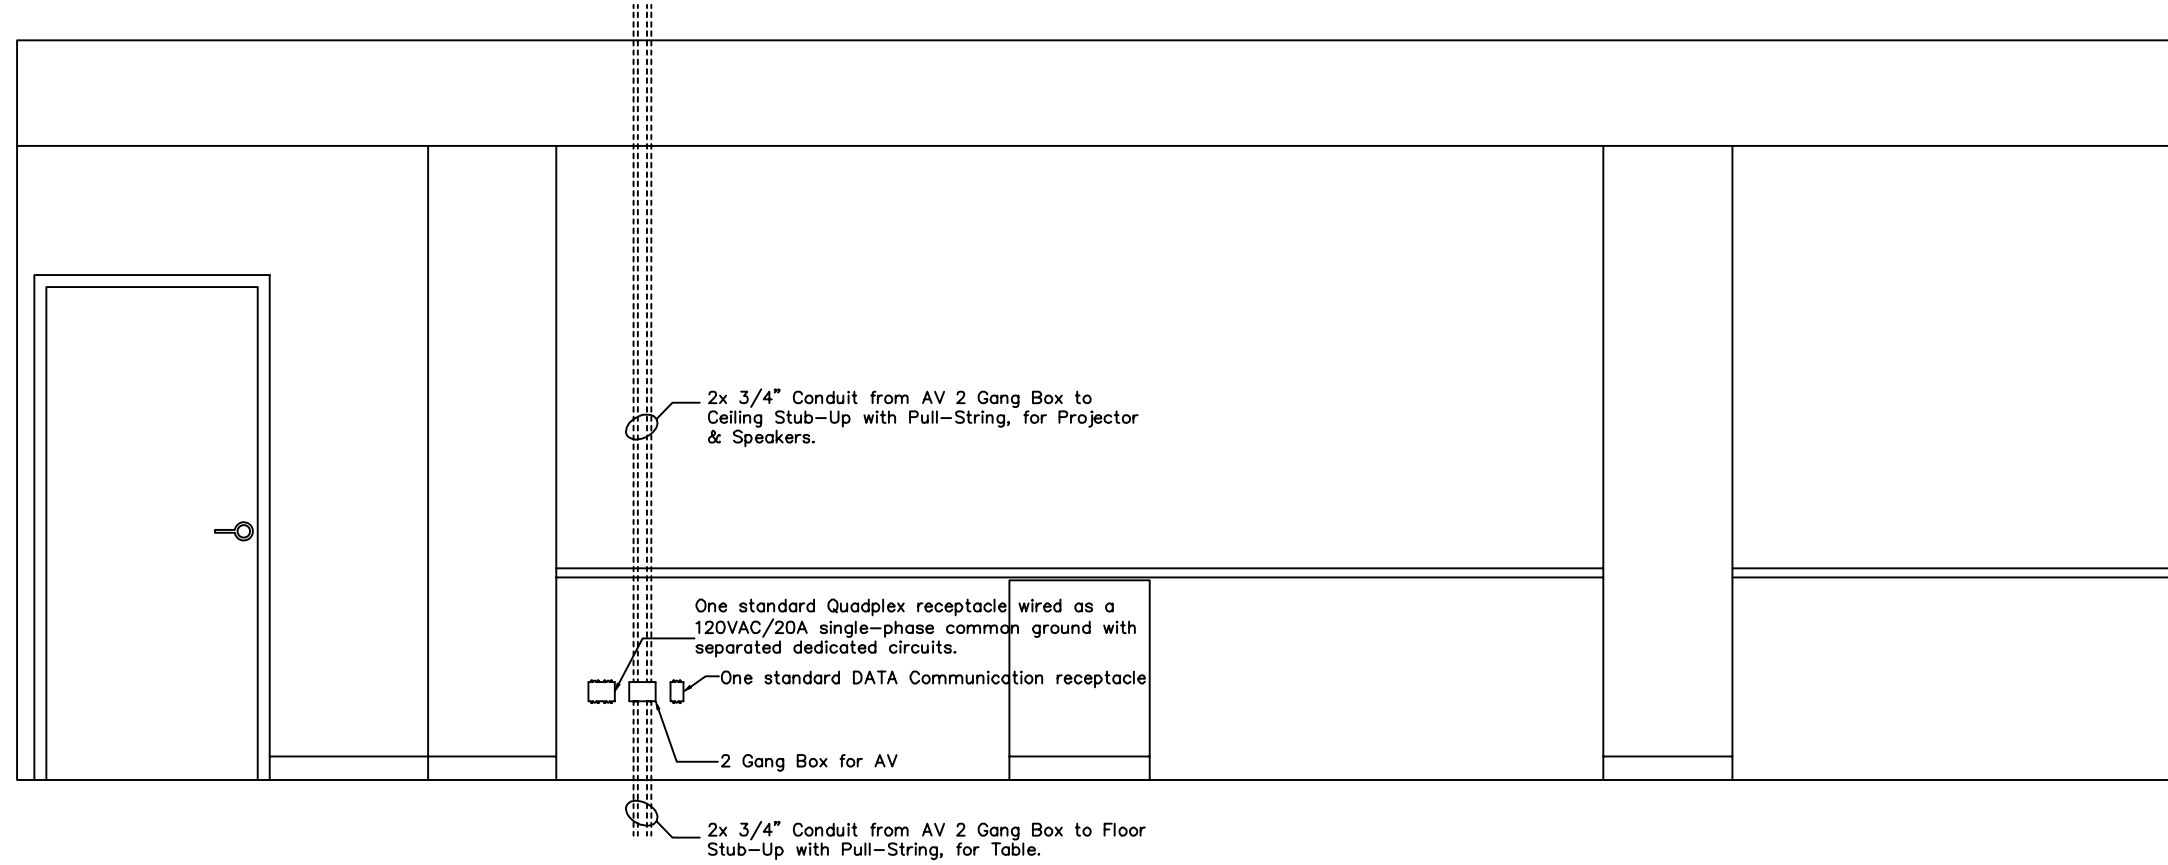 2x 3/4" Conduit from AV 2 Gang Box to
Ceiling Stub-Up with Pull-String, for Projector
& Speakers.
One standard Quadplex receptacle wired as a
120VAC/20A single-phase common ground with
separated dedicated circuits.
One standard DATA Communication receptacle
2 Gang Box for AV
2x 3/4" Conduit from AV 2 Gang Box to Floor
Stub-Up with Pull-String, for Table.